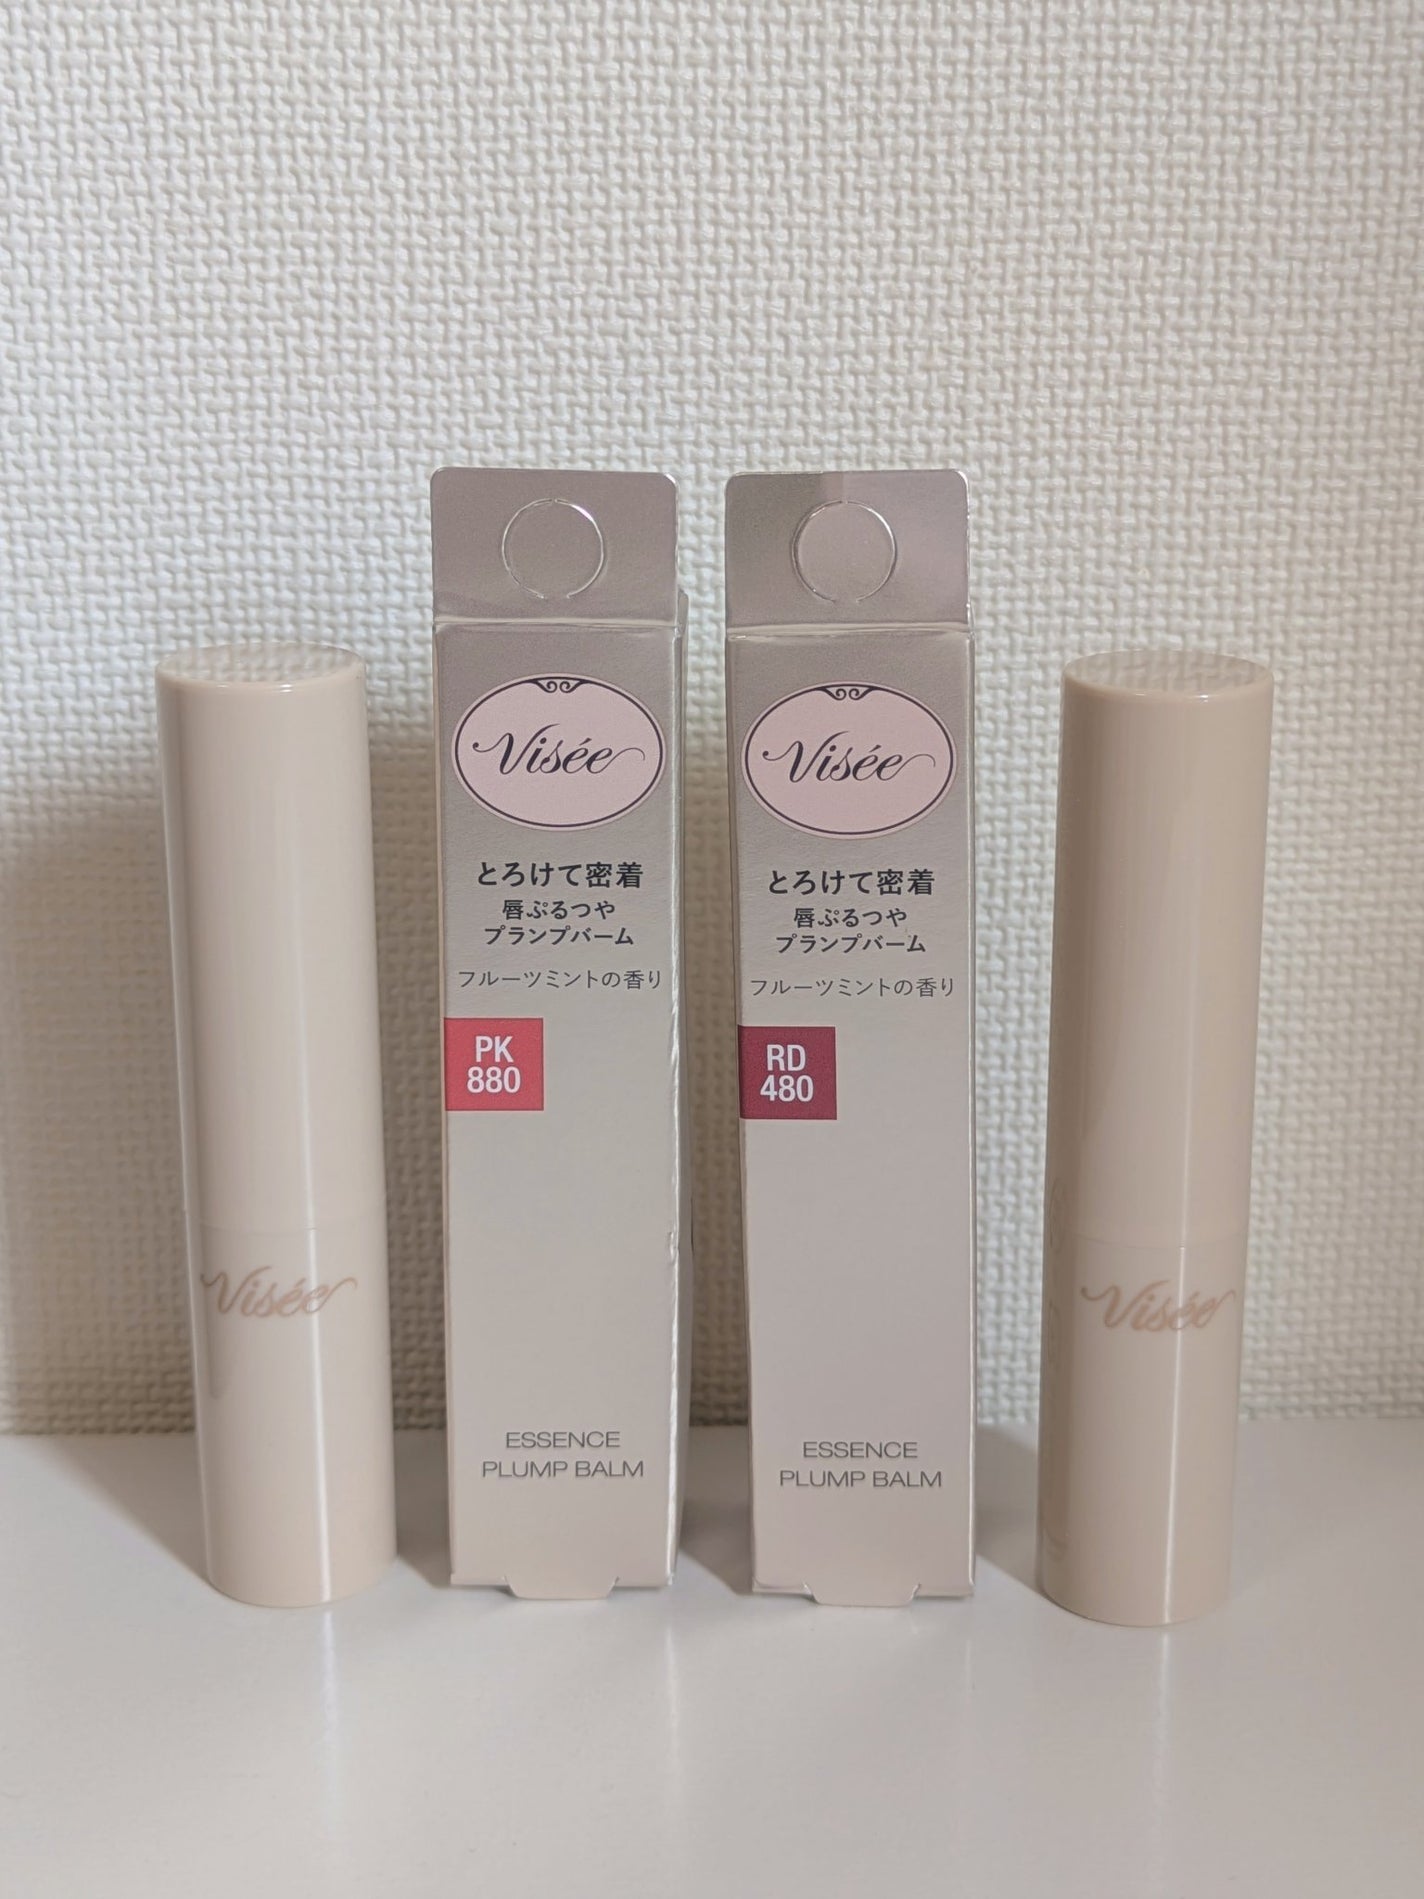 Visée
とろけて密着
唇ぷるつや
プランプバーム
フルーツミントの香り
PK
880
ESSENCE
PLUMP BALM
Visée
とろけて密着
唇ぷるつや
プランプバーム
フルーツミントの香り
RD
480
ESSENCE
PLUMP BALM
Visée
Visée